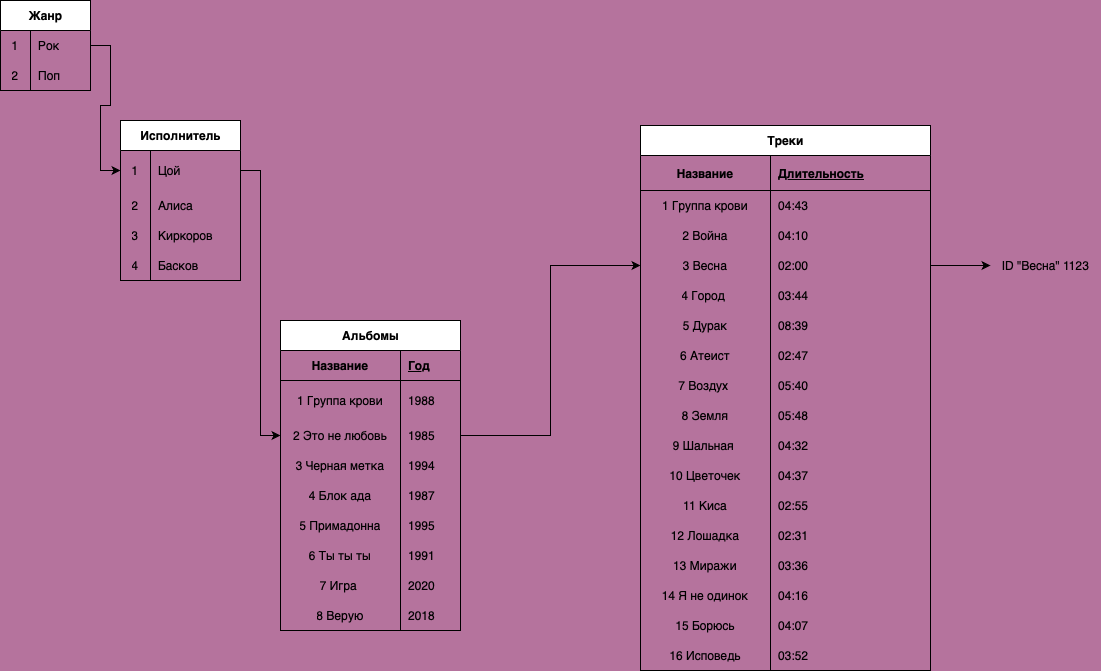 Жанр
1 Рок
2 Поп
Исполнитель
1 Цой
2 Алиса
3 Киркоров
4 Басков
Альбомы
Название Год
1 Группа крови 1988
2 Это не любовь 1985
3 Черная метка 1994
4 Блок ада 1987
5 Примадонна 1995
6 Ты ты ты 1991
7 Игра 2020
8 Верую 2018
Треки
Название Длительность
1 Группа крови 04:43
2 Война 04:10
3 Весна 02:00
4 Город 03:44
5 Дурак 08:39
6 Атеист 02:47
7 Воздух 05:40
8 Земля 05:48
9 Шальная 04:32
10 Цветочек 04:37
11 Киса 02:55
12 Лошадка 02:31
13 Миражи 03:36
14 Я не одинок 04:16
15 Борюсь 04:07
16 Исповедь 03:52
ID "Весна" 1123